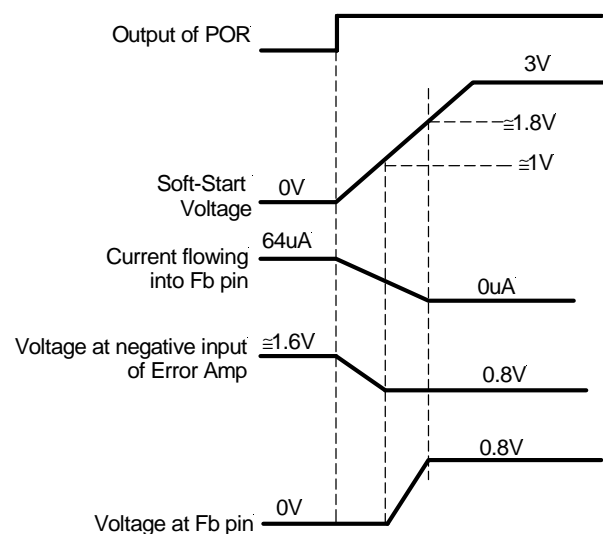 Output of POR
3V
≅1.8V
≅1V
Soft-Start
Voltage
0V
64uA
Current flowing
into Fb pin
0uA
Voltage at negative input
of Error Amp
≅1.6V
0.8V
0.8V
0V
Voltage at Fb pin